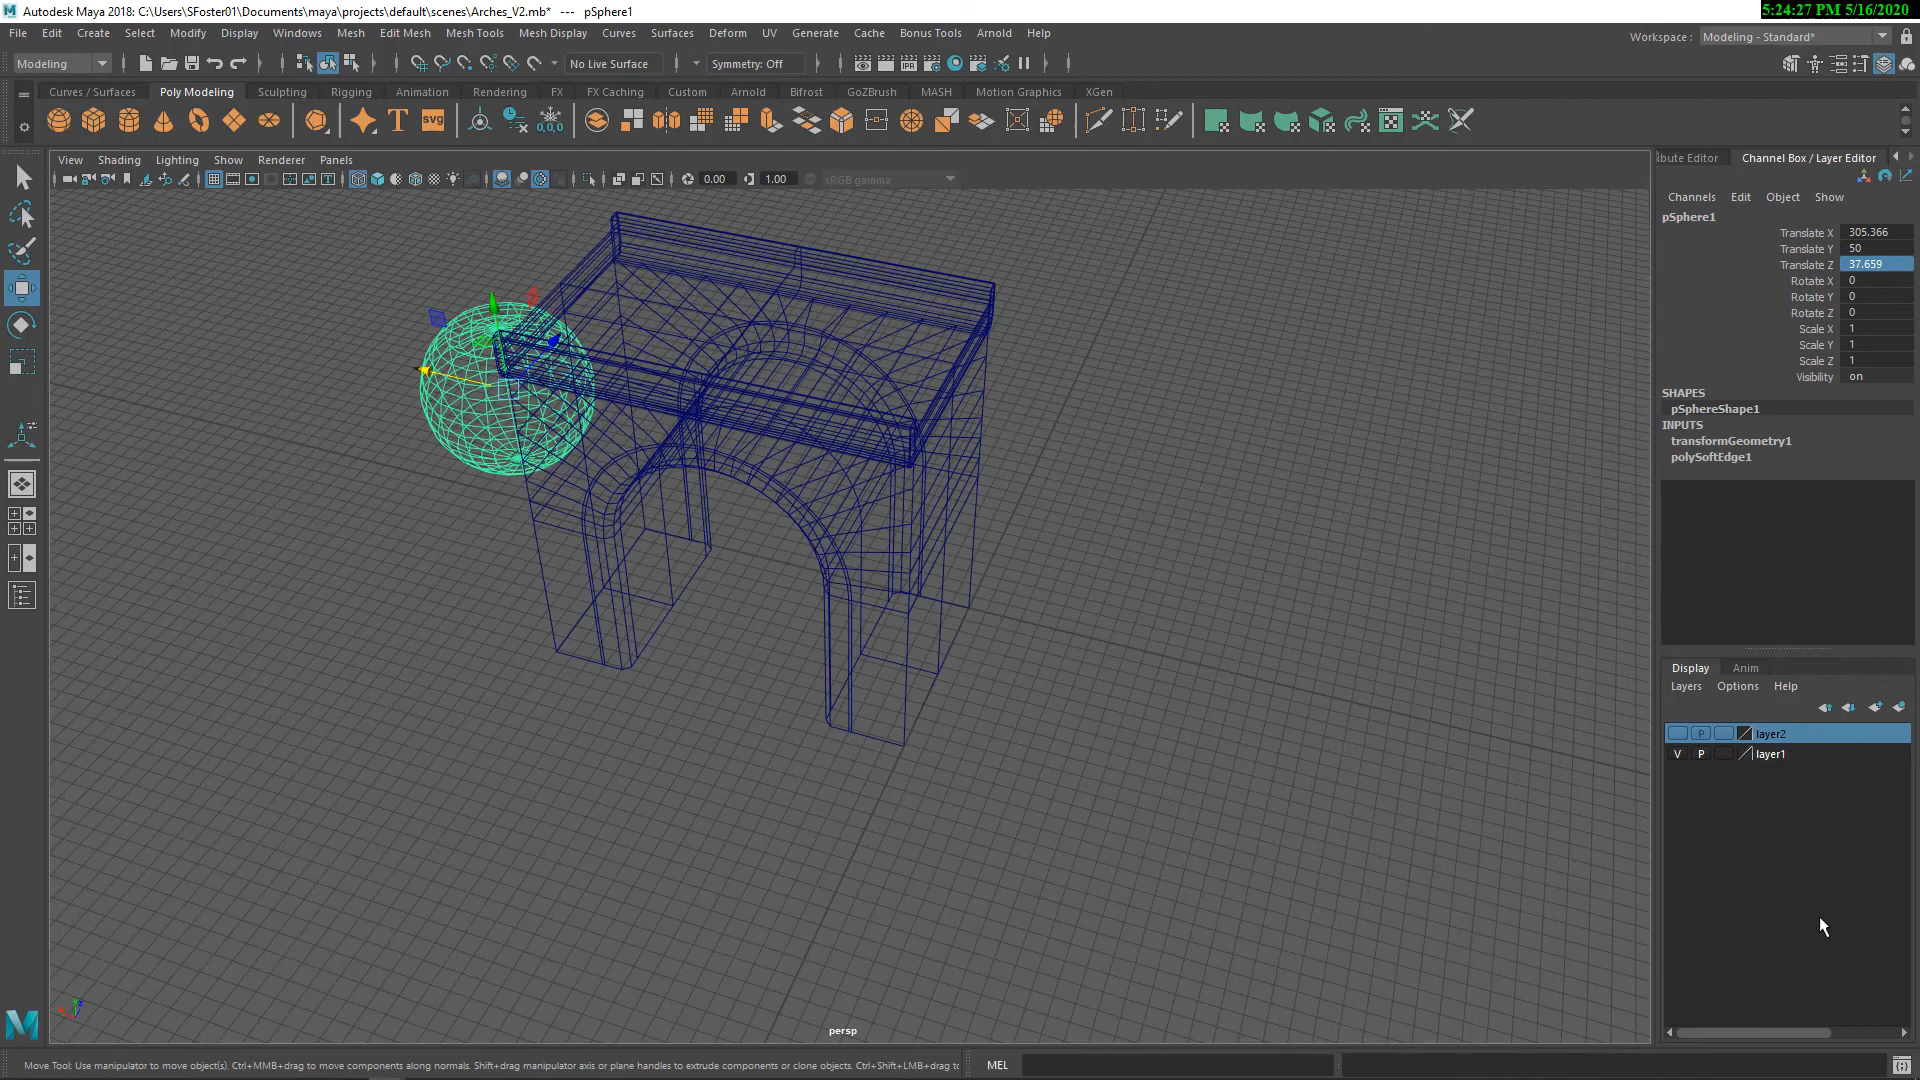 Autodesk Maya 2018: C:\Users\SFoster01\Documents\maya\projects\default\scenes\Arches_V2.mb* --- pSphere1
5:24:27 PM 5/16/2020
File Edit Create Select Modify Display Windows Mesh Edit Mesh Mesh Tools Mesh Display Curves Surfaces Deform UV Generate Cache Bonus Tools Arnold Help
Workspace : Modeling - Standard*
Modeling
No Live Surface
Symmetry: Off
IPR
Curves / Surfaces Poly Modeling Sculpting Rigging Animation Rendering FX FX Caching Custom Arnold Bifrost GoZBrush MASH Motion Graphics XGen
T svg 0,0,0
View Shading Lighting Show Renderer Panels
0.00 1.00 sRGB gamma
ibute Editor Channel Box / Layer Editor
Channels Edit Object Show
pSphere1
Translate X 305.366
Translate Y 50
Translate Z 37.659
Rotate X 0
Rotate Y 0
Rotate Z 0
Scale X 1
Scale Y 1
Scale Z 1
Visibility on
SHAPES
pSphereShape1
INPUTS
transformGeometry1
polySoftEdge1
Display Anim
Layers Options Help
P layer2
V P layer1
persp
Move Tool: Use manipulator to move object(s). Ctrl+MMB+drag to move components along normals. Shift+drag manipulator axis or plane handles to extrude components or clone objects. Ctrl+Shift+LMB+drag to
MEL